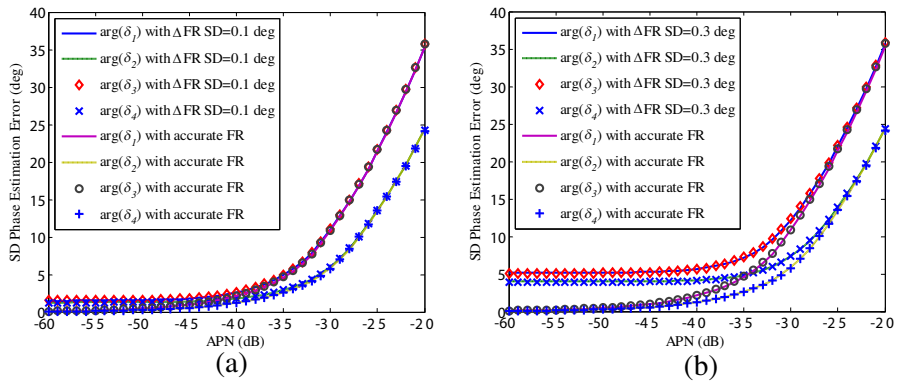 SD Phase Estimation Error (deg)
40
35
30
25
20
15
10
5
0
arg(δ1) with ΔFR SD=0.1 deg
arg(δ2) with ΔFR SD=0.1 deg
arg(δ3) with ΔFR SD=0.1 deg
arg(δ4) with ΔFR SD=0.1 deg
arg(δ1) with accurate FR
arg(δ2) with accurate FR
arg(δ3) with accurate FR
arg(δ4) with accurate FR
-60 -55 -50 -45 -40 -35 -30 -25 -20
APN (dB)
(a)
SD Phase Estimation Error (deg)
40
35
30
25
20
15
10
5
0
arg(δ1) with ΔFR SD=0.3 deg
arg(δ2) with ΔFR SD=0.3 deg
arg(δ3) with ΔFR SD=0.3 deg
arg(δ4) with ΔFR SD=0.3 deg
arg(δ1) with accurate FR
arg(δ2) with accurate FR
arg(δ3) with accurate FR
arg(δ4) with accurate FR
-60 -55 -50 -45 -40 -35 -30 -25 -20
APN (dB)
(b)